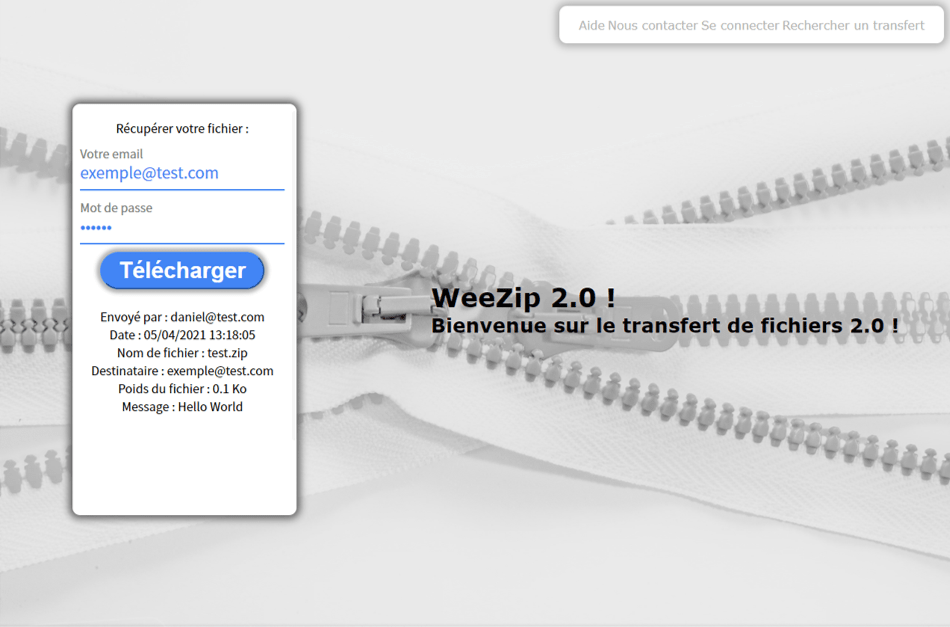 Aide Nous contacter Se connecter Rechercher un transfert
Récupérer votre fichier :
Votre email
exemple@test.com
Mot de passe
••••••
Télécharger
Envoyé par : daniel@test.com
Date : 05/04/2021 13:18:05
Nom de fichier : test.zip
Destinataire : exemple@test.com
Poids du fichier : 0.1 Ko
Message : Hello World
WeeZip 2.0 !
Bienvenue sur le transfert de fichiers 2.0 !